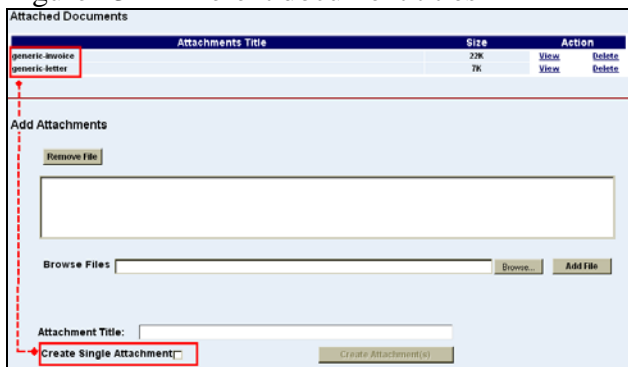 Attached Documents
Attachments Title Size Action
generic-invoice 22K View Delete
generic-letter 7K View Delete
Add Attachments
Remove File
Browse Files Browse... Add File
Attachment Title:
Create Single Attachment Create Attachment(s)